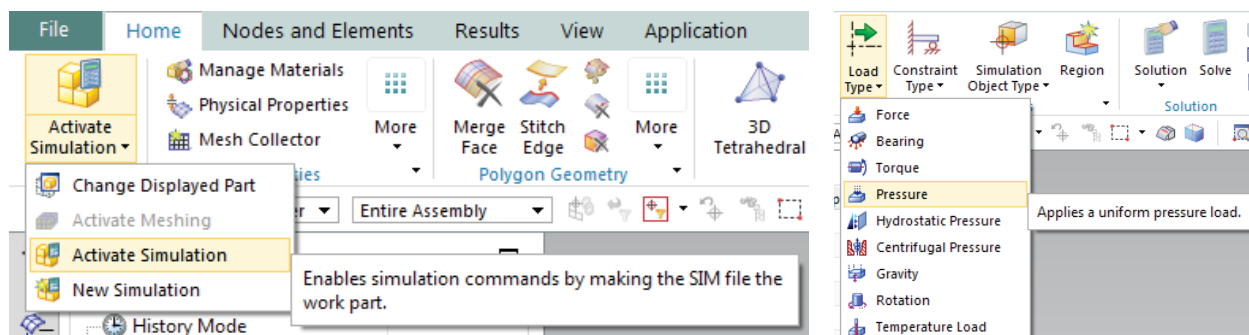 File Home Nodes and Elements Results View Application
Manage Materials
Physical Properties
Mesh Collector
Activate
Simulation
More
Merge
Face
Stitch
Edge
More
3D
Tetrahedral
Polygon Geometry
Change Displayed Part
Activate Meshing
Activate Simulation
New Simulation
Entire Assembly
Enables simulation commands by making the SIM file the
work part.
History Mode
Load
Type
Constraint
Type
Simulation
Object Type
Region
Solution
Solve
Solution
Force
Bearing
Torque
Pressure
Hydrostatic Pressure
Centrifugal Pressure
Gravity
Rotation
Temperature Load
Applies a uniform pressure load.